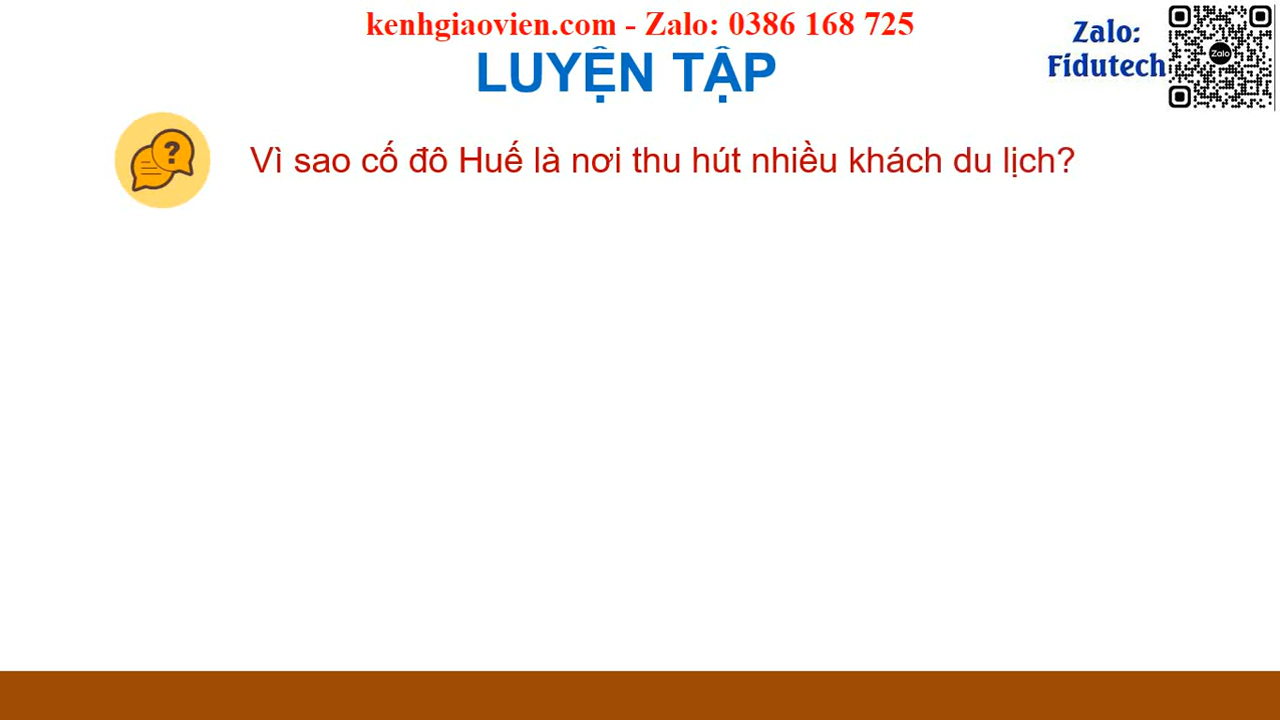 kenhgiaovien.com - Zalo: 0386 168 725
LUYỆN TẬP
Zalo:
Fidutech
Zalo
?
Vì sao cố đô Huế là nơi thu hút nhiều khách du lịch?